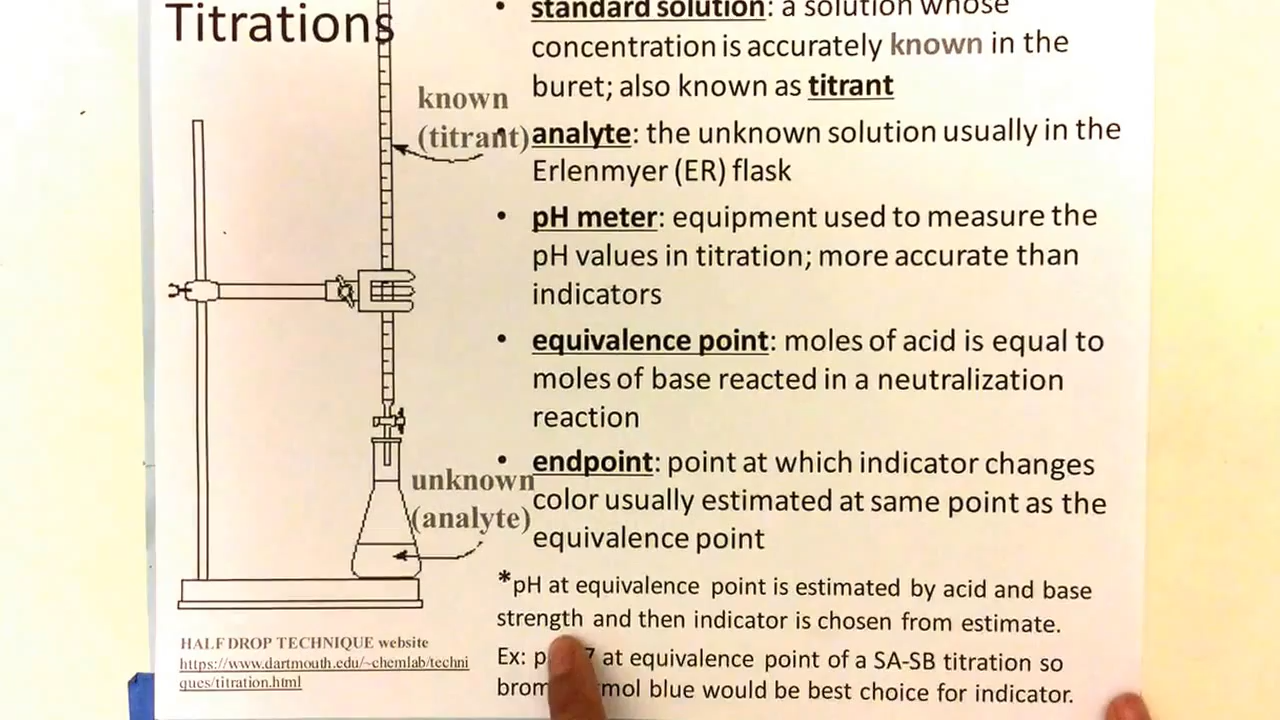 Titrations
• standard solution: a solution whose
concentration is accurately known in the
buret; also known as titrant
• analyte: the unknown solution usually in the
Erlenmyer (ER) flask
• pH meter: equipment used to measure the
pH values in titration; more accurate than
indicators
• equivalence point: moles of acid is equal to
moles of base reacted in a neutralization
reaction
• endpoint: point at which indicator changes
color usually estimated at same point as the
equivalence point
*pH at equivalence point is estimated by acid and base
strength and then indicator is chosen from estimate.
Ex: 7 at equivalence point of a SA-SB titration so
blue would be best choice for indicator.
known
(titrant)
unknown
(analyte)
HALF DROP TECHNIQUE website
https://www.dartmouth.edu/~chemlab/techni
ques/titration.html